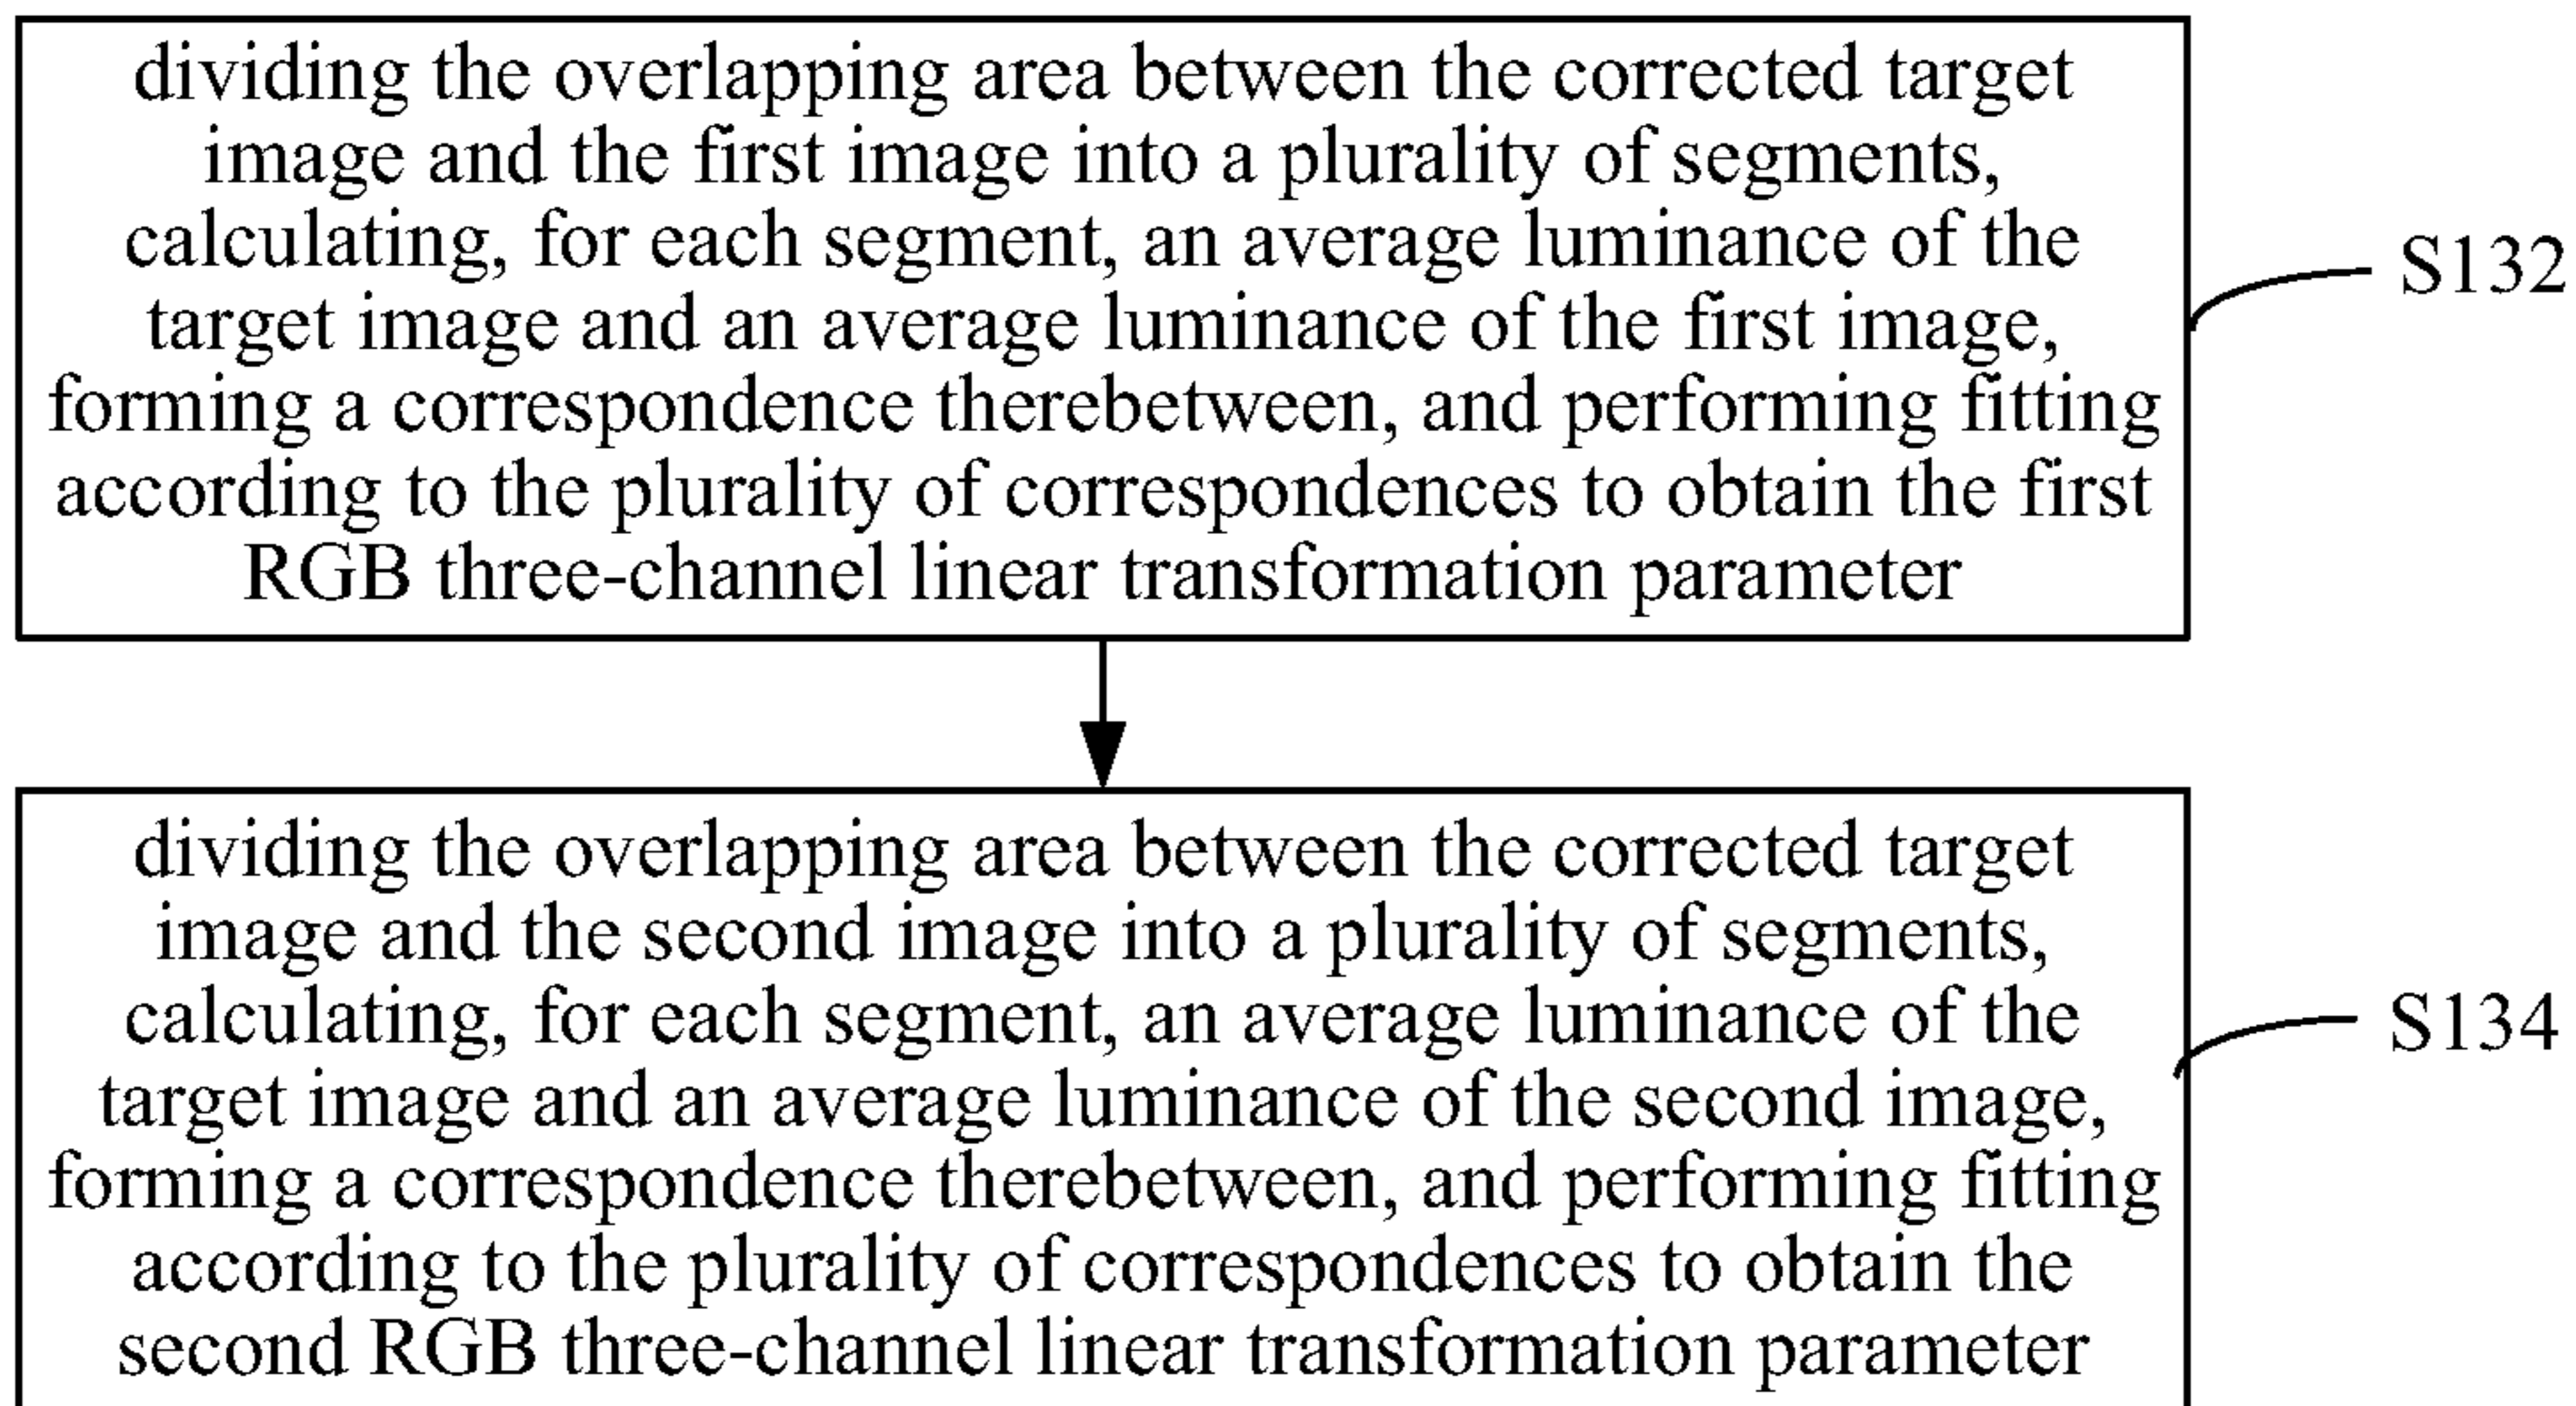 dividing the overlapping area between the corrected target
image and the first image into a plurality of segments,
calculating, for each segment, an average luminance of the
target image and an average luminance of the first image,
forming a correspondence therebetween, and performing fitting
according to the plurality of correspondences to obtain the first
RGB three-channel linear transformation parameter
S132
dividing the overlapping area between the corrected target
image and the second image into a plurality of segments,
calculating, for each segment, an average luminance of the
target image and an average luminance of the second image,
forming a correspondence therebetween, and performing fitting
according to the plurality of correspondences to obtain the
second RGB three-channel linear transformation parameter
S134